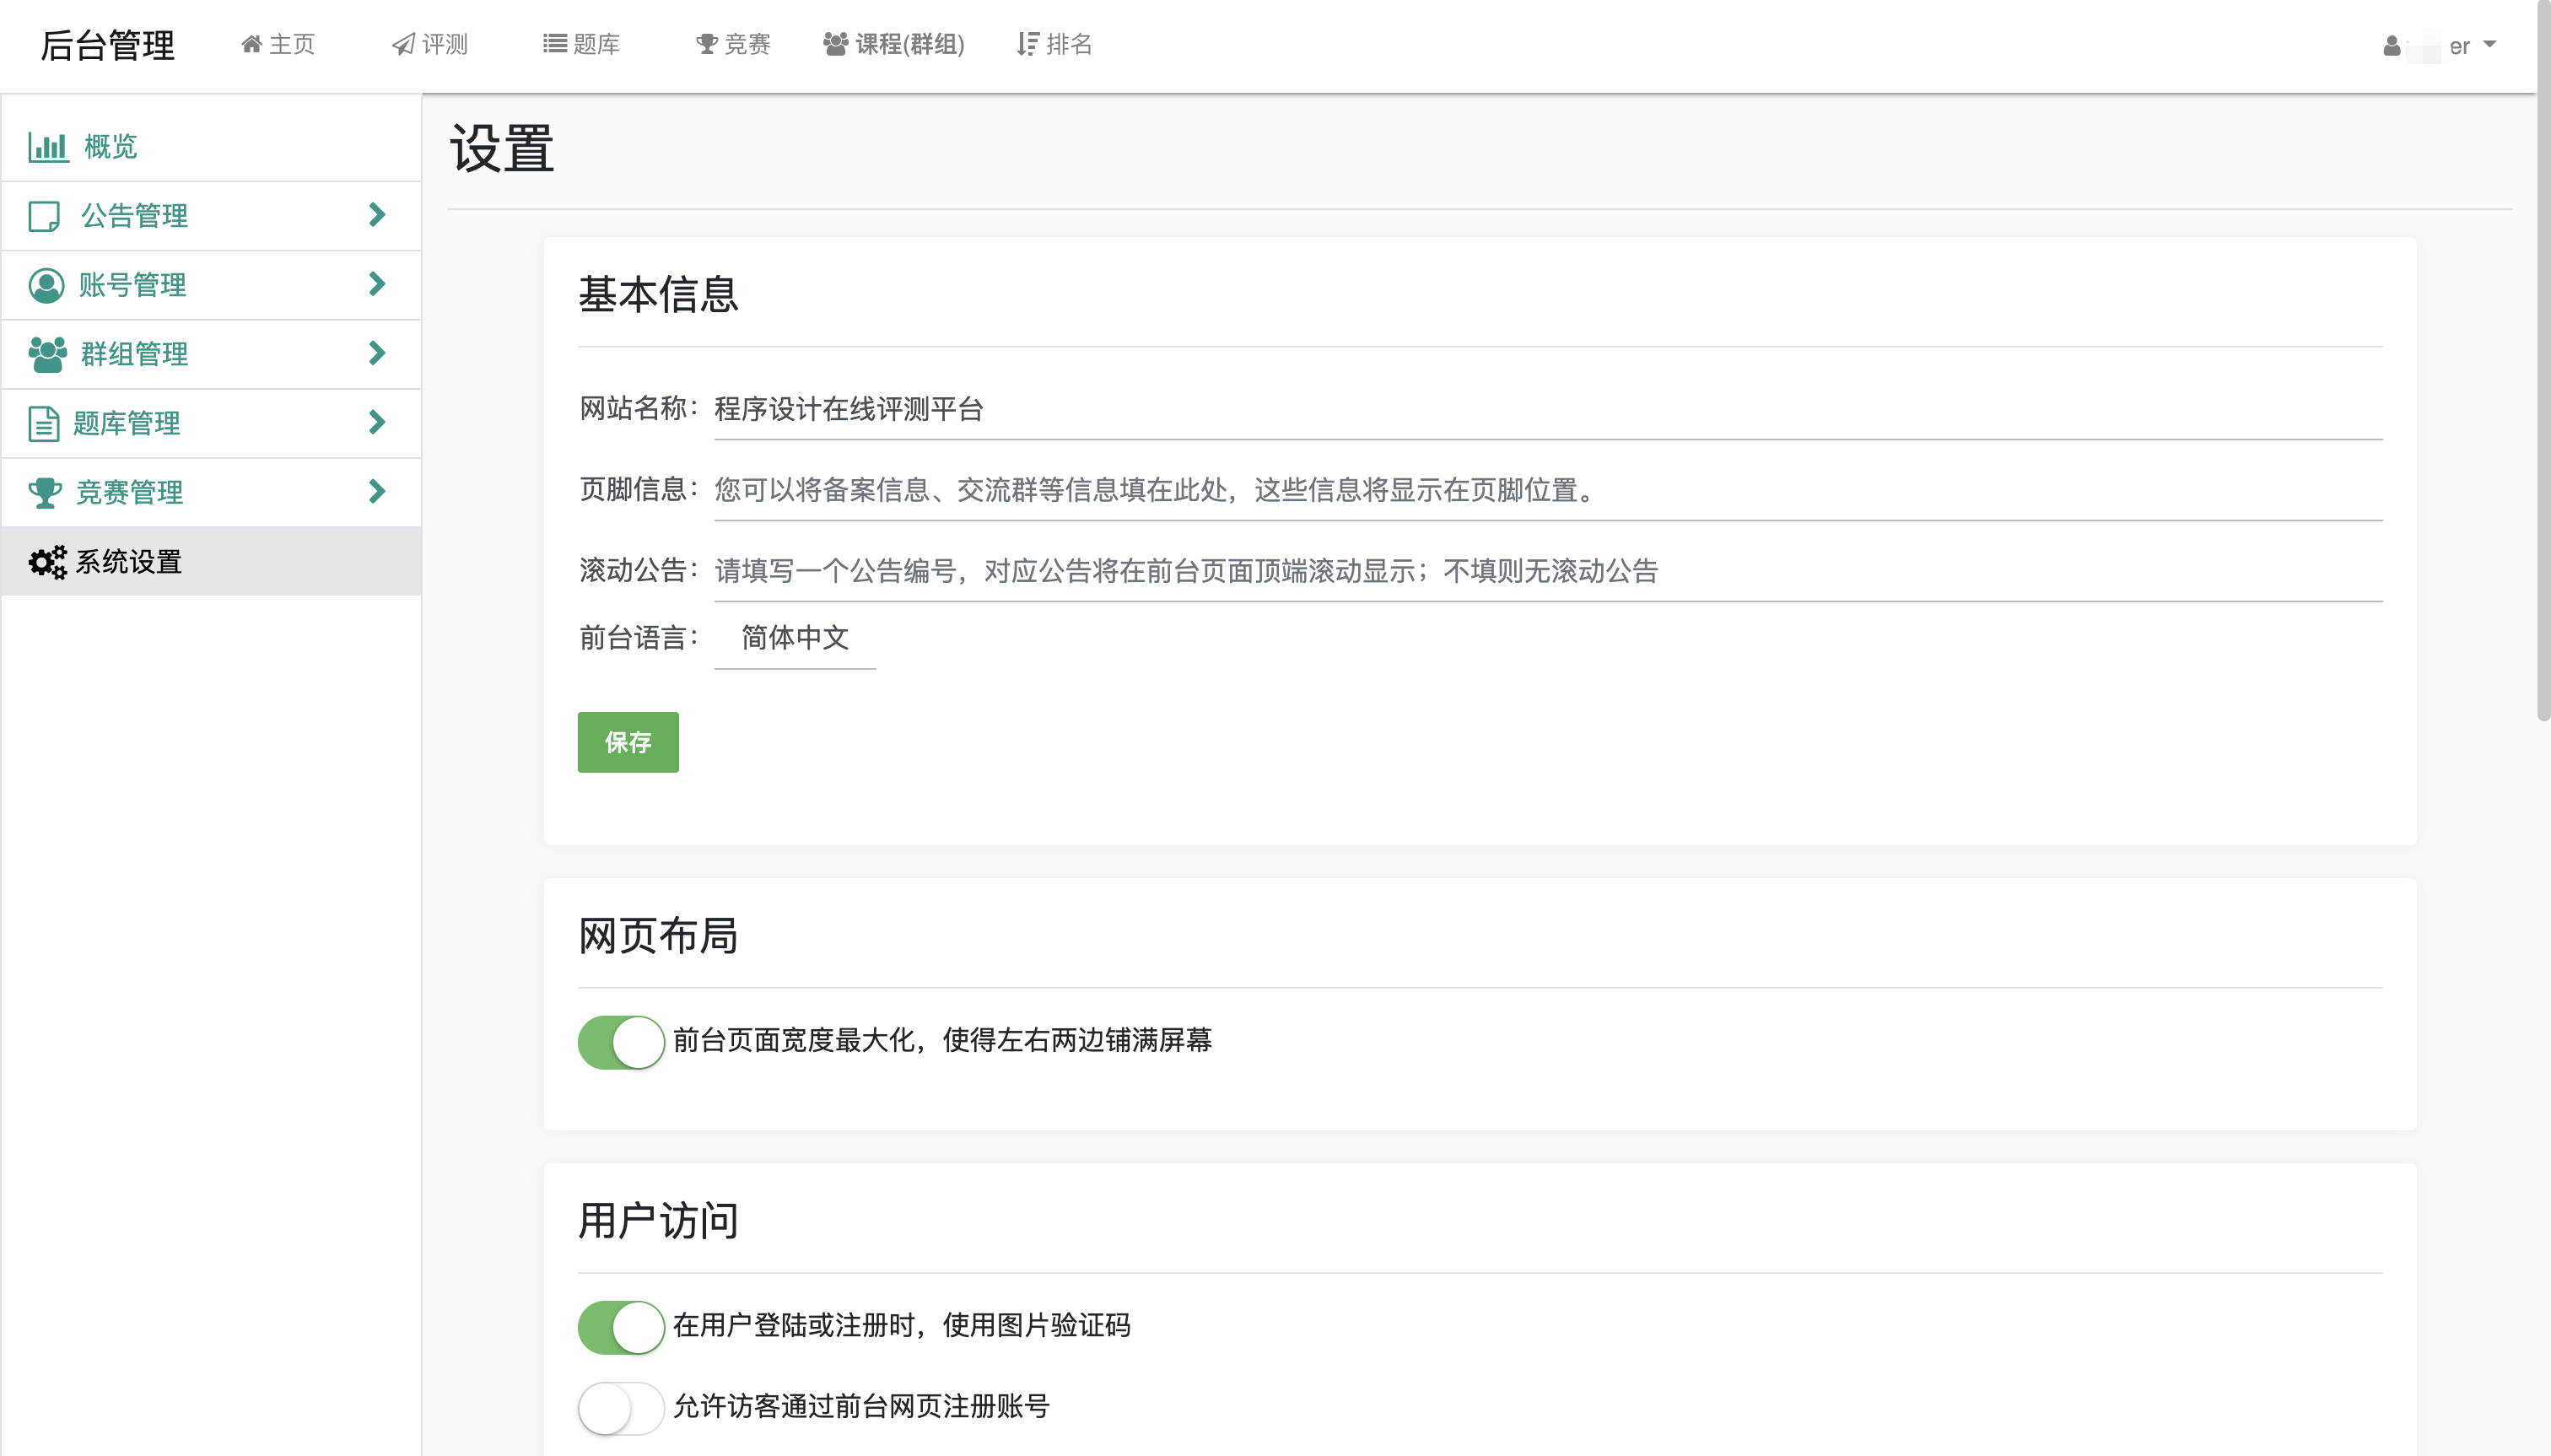 后台管理 主页 评测 题库 竞赛 课程(群组) 排名 er
概览
公告管理
账号管理
群组管理
题库管理
竞赛管理
系统设置
设置
基本信息
网站名称： 程序设计在线评测平台
页脚信息： 您可以将备案信息、交流群等信息填在此处，这些信息将显示在页脚位置。
滚动公告： 请填写一个公告编号，对应公告将在前台页面顶端滚动显示；不填则无滚动公告
前台语言： 简体中文
保存
网页布局
前台页面宽度最大化，使得左右两边铺满屏幕
用户访问
在用户登陆或注册时，使用图片验证码
允许访客通过前台网页注册账号